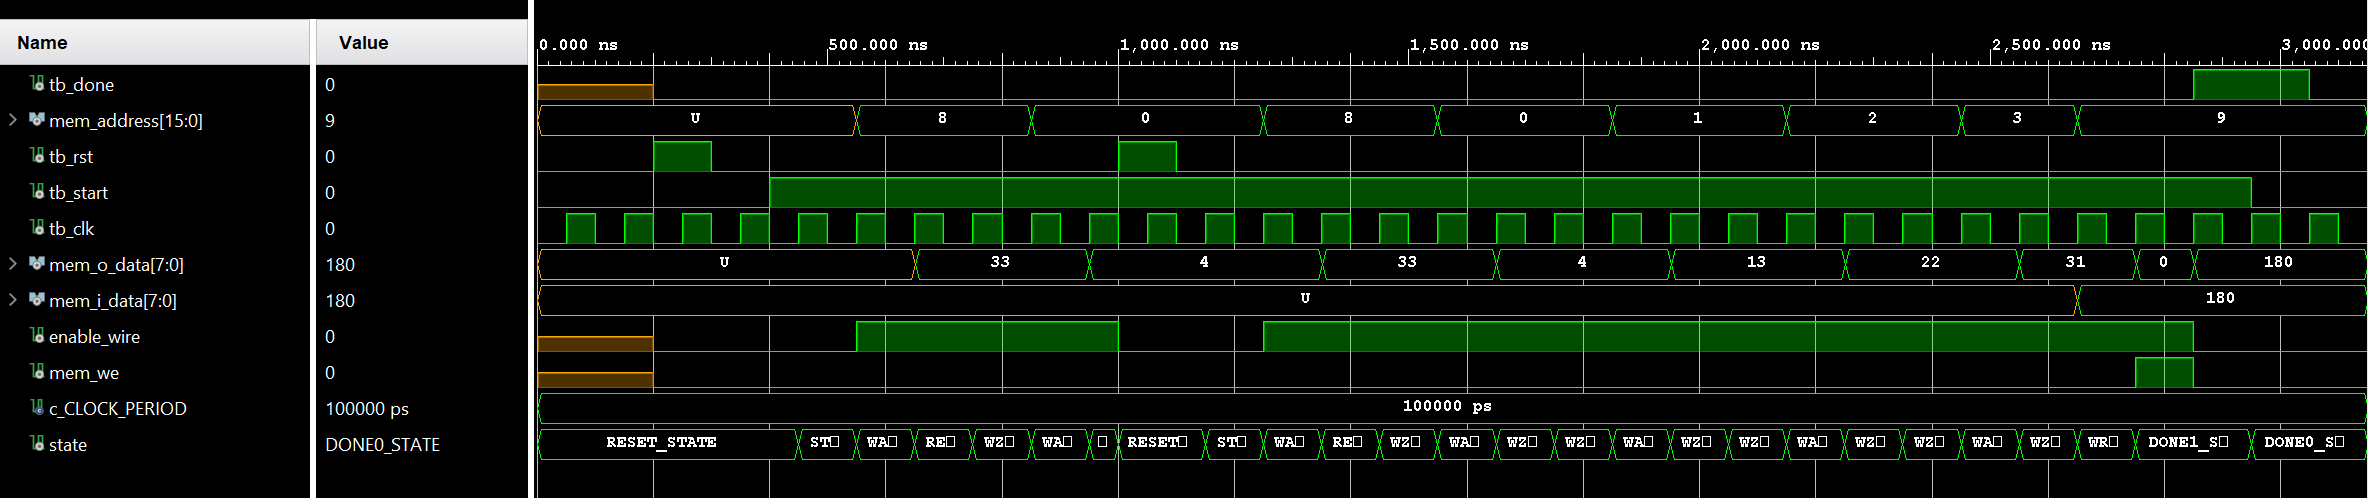 Name Value
0.000 ns 500.000 ns 1,000.000 ns 1,500.000 ns 2,000.000 ns 2,500.000 ns 3,000.000
tb_done 0
mem_address[15:0] 9 U 8 0 8 0 1 2 3 9
tb_rst 0
tb_start 0
tb_clk 0
mem_o_data[7:0] 180 U 33 4 33 4 13 22 31 0 180
mem_i_data[7:0] 180 U 180
enable_wire 0
mem_we 0
c_CLOCK_PERIOD 100000 ps 100000 ps
state DONE0_STATE RESET_STATE ST□ WA□ RE□ WZ□ WA□ □ RESET□ ST□ WA□ RE□ WZ□ WA□ WZ□ WZ□ WA□ WZ□ WZ□ WA□ WZ□ WZ□ WA□ WZ□ WR□ DONE1_S□ DONE0_S□